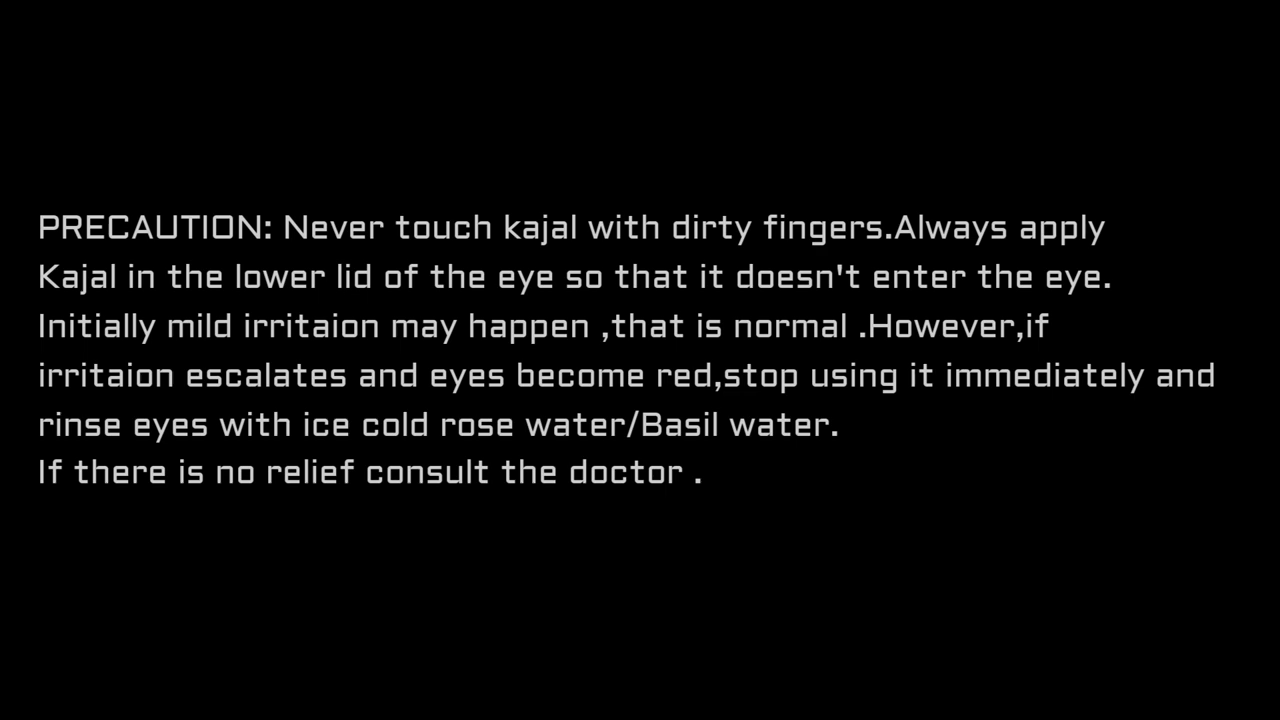 PRECAUTION: Never touch kajal with dirty fingers.Always apply
Kajal in the lower lid of the eye so that it doesn't enter the eye.
Initially mild irritaion may happen ,that is normal .However,if
irritaion escalates and eyes become red,stop using it immediately and
rinse eyes with ice cold rose water/Basil water.
If there is no relief consult the doctor .